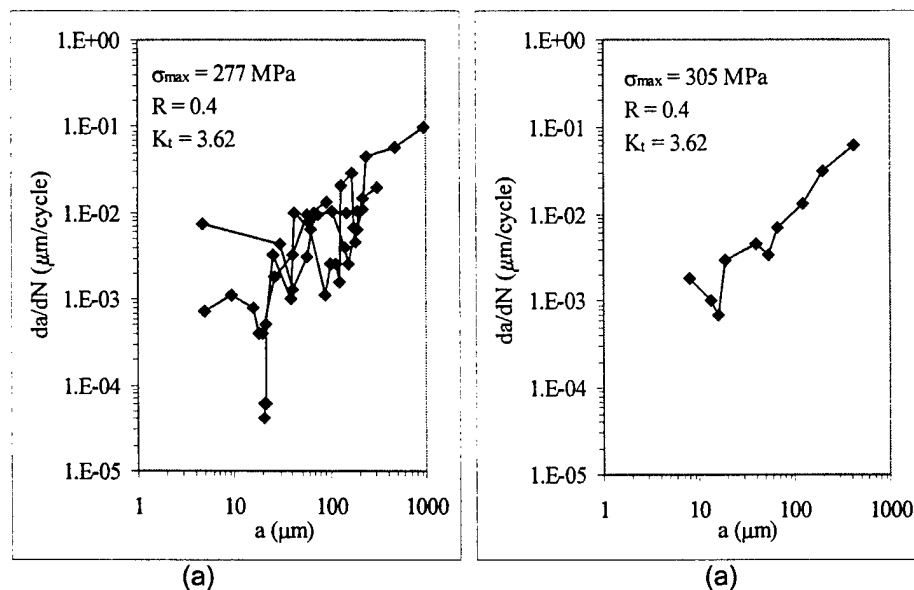 1.E+00
σmax = 277 MPa
R = 0.4
Kt = 3.62
1.E-01
1.E-02
1.E-03
1.E-04
1.E-05
da/dN (μm/cycle)
1 10 100 1000
a (μm)
(a)
1.E+00
σmax = 305 MPa
R = 0.4
Kt = 3.62
1.E-01
1.E-02
1.E-03
1.E-04
1.E-05
da/dN (μm/cycle)
1 10 100 1000
a (μm)
(a)